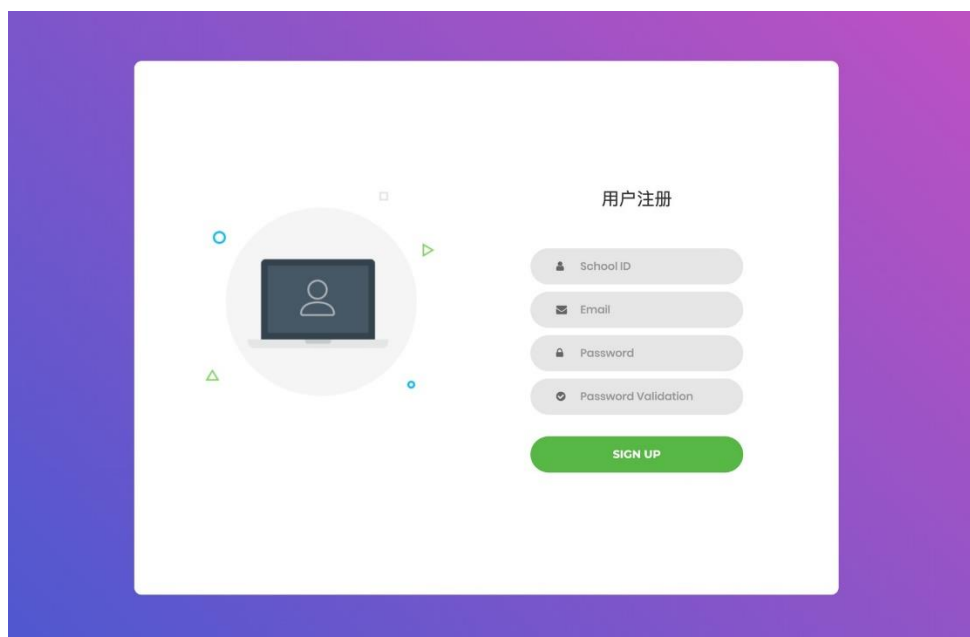 用户注册
School ID
Email
Password
Password Validation
SIGN UP